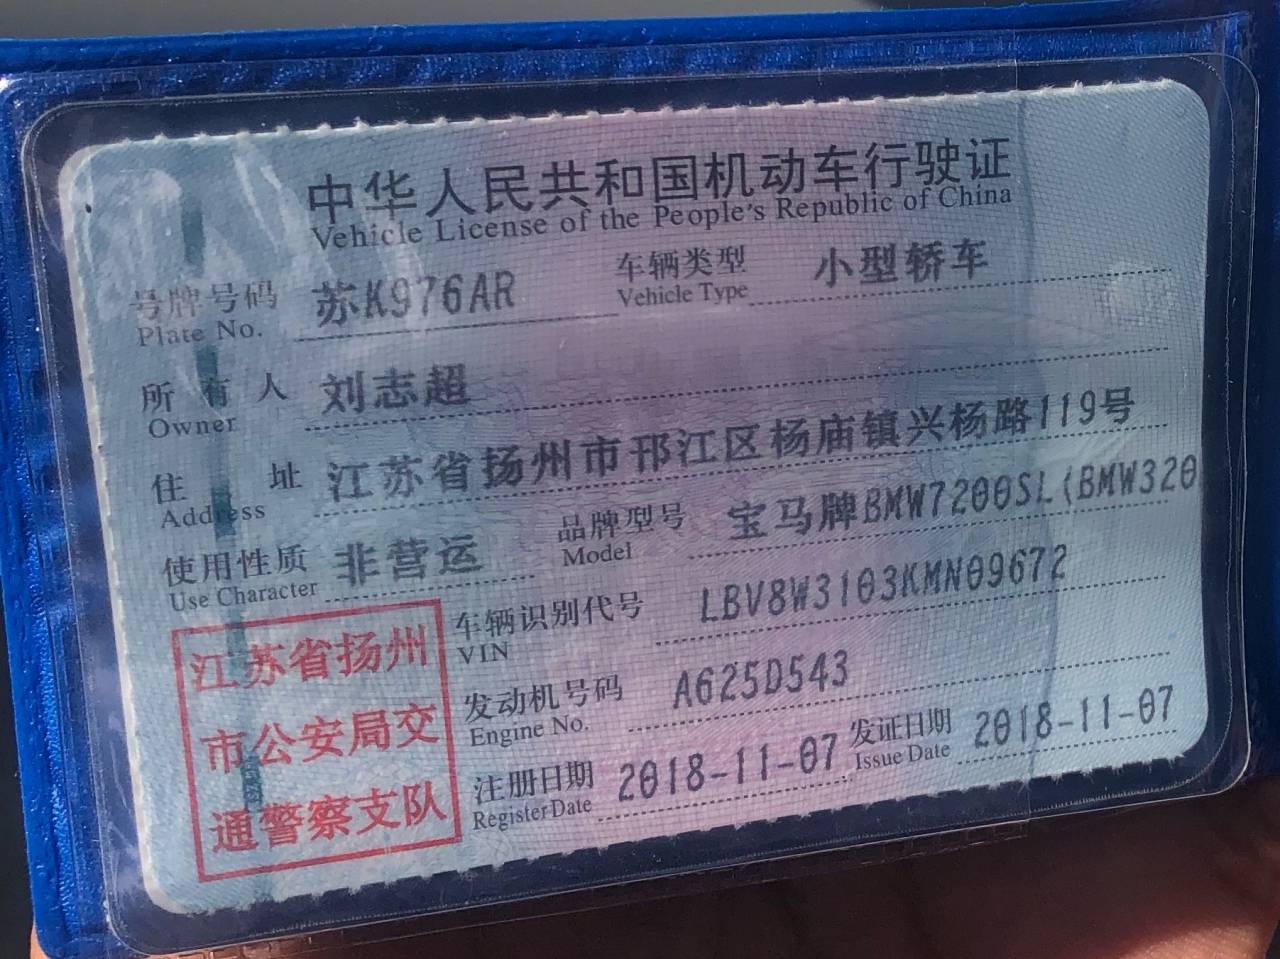 中华人民共和国机动车行驶证
Vehicle License of the People's Republic of China
号牌号码 苏K976AR 车辆类型 小型轿车
Plate No. Vehicle Type
所有人 刘志超
Owner
住址 江苏省扬州市邗江区杨庙镇兴杨路119号
Address
使用性质 非营运 品牌型号 宝马牌BMW7200SL(BMW320
Use Character Model
车辆识别代号 LBV8W3103KMN09672
VIN
发动机号码 A625D543
Engine No.
注册日期 2018-11-07 发证日期 2018-11-07
Register Date Issue Date
江苏省扬州
市公安局交
通警察支队